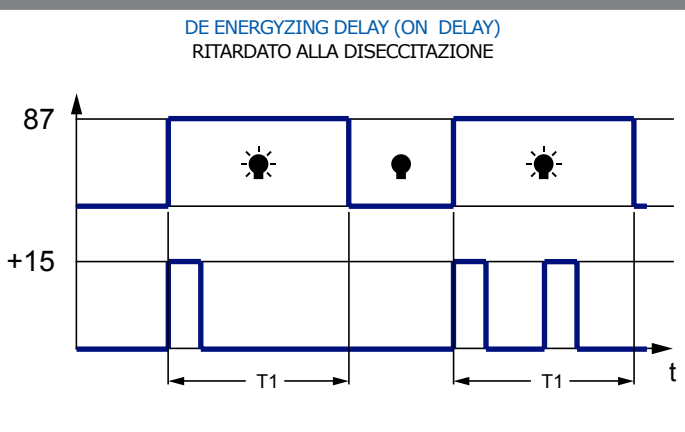 DE ENERGYZING DELAY (ON DELAY)
RITARDATO ALLA DISECCITAZIONE
87
+15
T1
T1
t